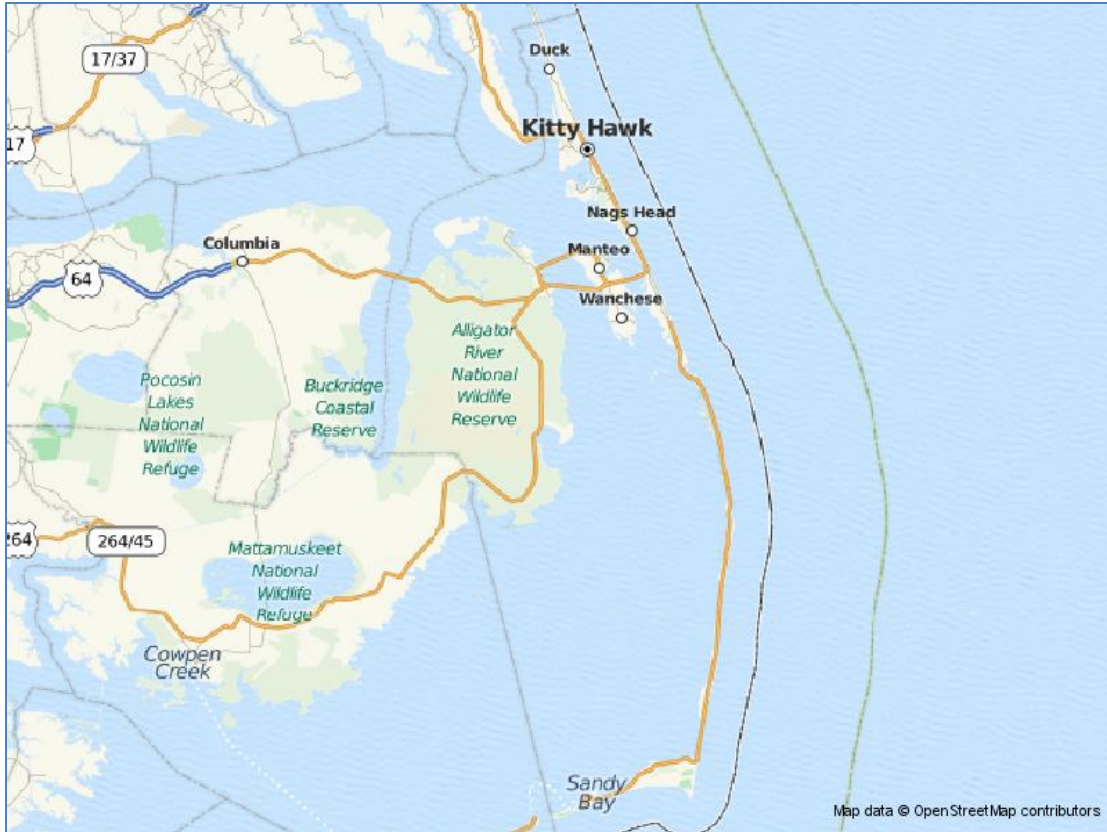 Duck
17/37
Kitty Hawk
17
Nags Head
Columbia
Manteo
64
Wanchese
Alligator
River
National
Wildlife
Reserve
Pocosin
Lakes
National
Wildlife
Refuge
Buckridge
Coastal
Reserve
264
264/45
Mattamuskeet
National
Wildlife
Refuge
Cowpen
Creek
Sandy
Bay
Map data © OpenStreetMap contributors